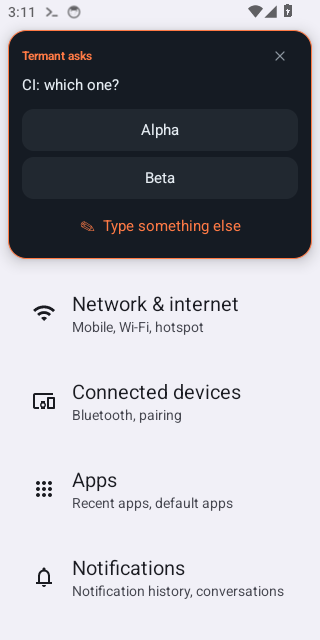 3:11
Termant asks
CI: which one?
Alpha
Beta
Type something else
Network & internet
Mobile, Wi-Fi, hotspot
Connected devices
Bluetooth, pairing
Apps
Recent apps, default apps
Notifications
Notification history, conversations